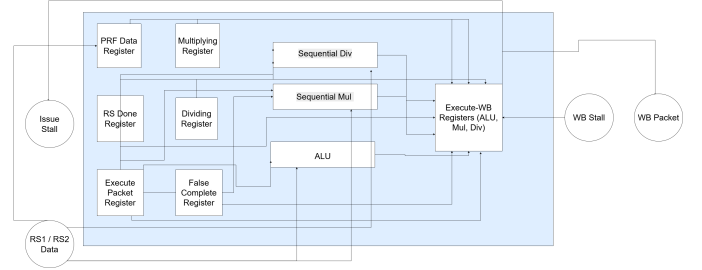 PRF Data
Register
Multiplying
Register
Sequential Div
Issue
Stall
RS Done
Register
Dividing
Register
Sequential Mul
Execute-WB
Registers (ALU,
Mul, Div)
WB Stall
WB Packet
ALU
Execute
Packet
Register
False
Complete
Register
RS1 / RS2
Data